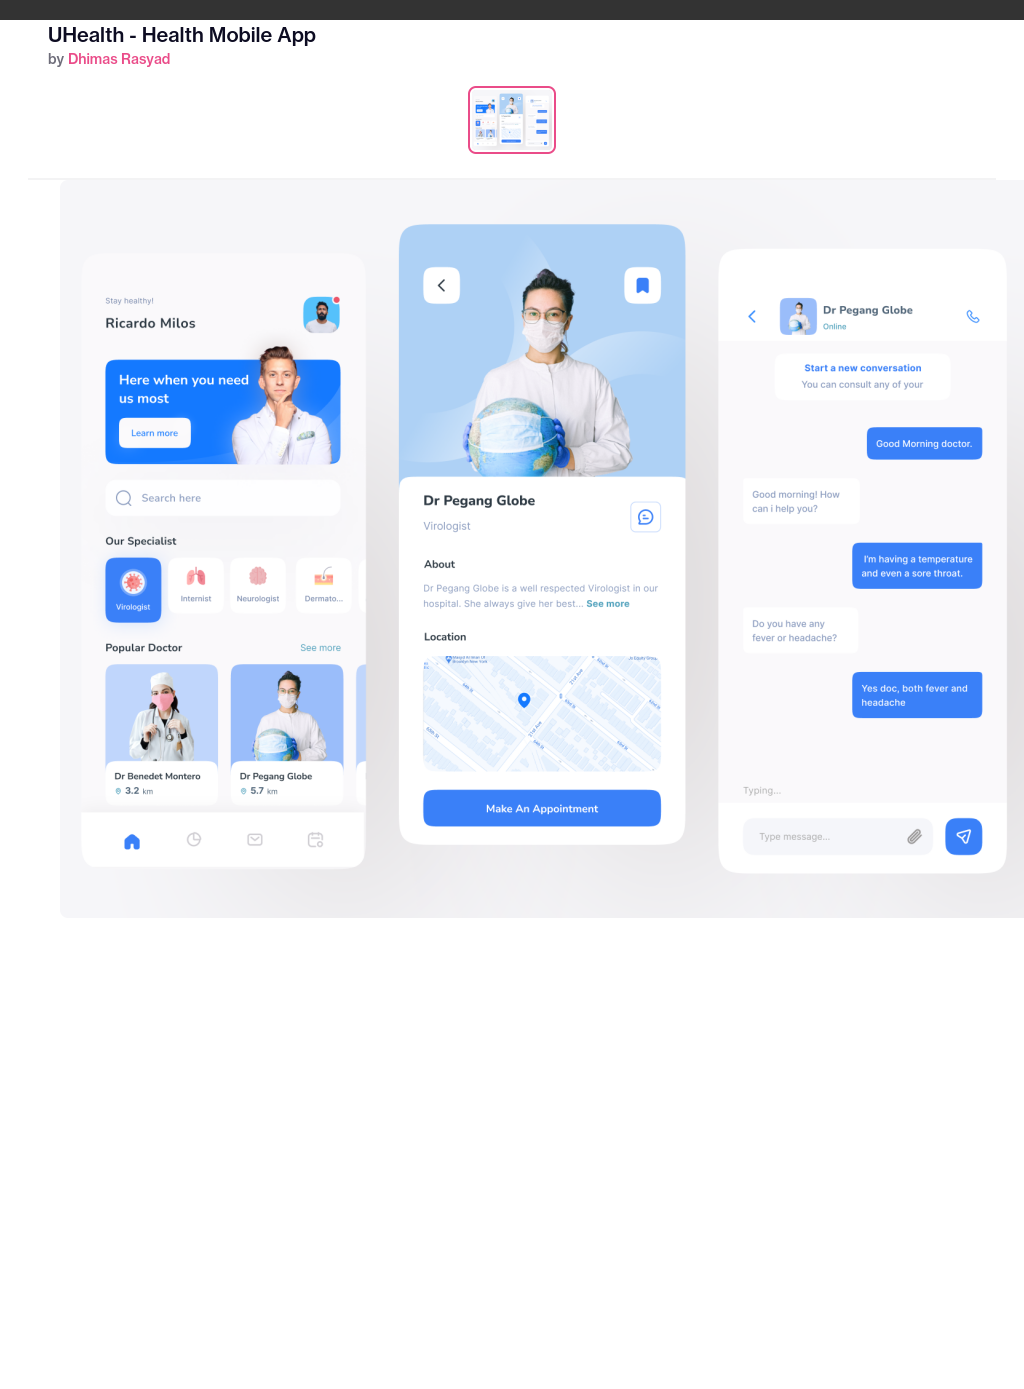 UHealth - Health Mobile App
by Dhimas Rasyad
Stay healthy!
Ricardo Milos
Here when you need
us most
Learn more
Search here
Our Specialist
Virologist
Internist
Neurologist
Dermato...
Popular Doctor
See more
Dr Benedet Montero
3.2 km
Dr Pegang Globe
5.7 km
Dr Pegang Globe
Virologist
About
Dr Pegang Globe is a well respected Virologist in our
hospital. She always give her best... See more
Location
Brooklyn New York
Make An Appointment
Dr Pegang Globe
Online
Start a new conversation
You can consult any of your
Good Morning doctor.
Good morning! How
can i help you?
I'm having a temperature
and even a sore throat.
Do you have any
fever or headache?
Yes doc, both fever and
headache
Typing...
Type message...